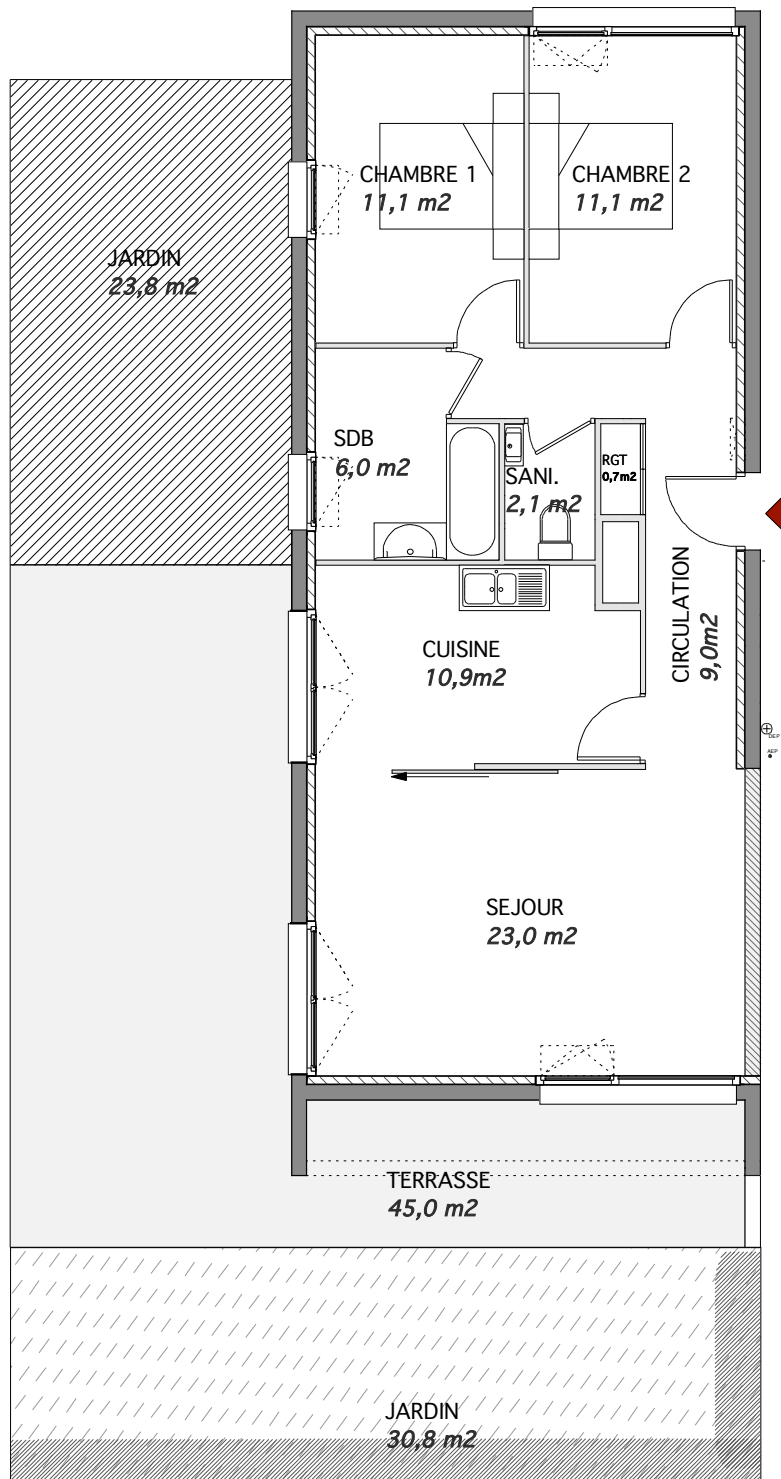 CHAMBRE 1
11,1 m2
CHAMBRE 2
11,1 m2
JARDIN
23,8 m2
SDB
6,0 m2
SANI.
2,1 m2
RGT
0,7m2
CIRCULATION
9,0m2
CUISINE
10,9m2
DEP
AEP
SEJOUR
23,0 m2
TERRASSE
45,0 m2
JARDIN
30,8 m2